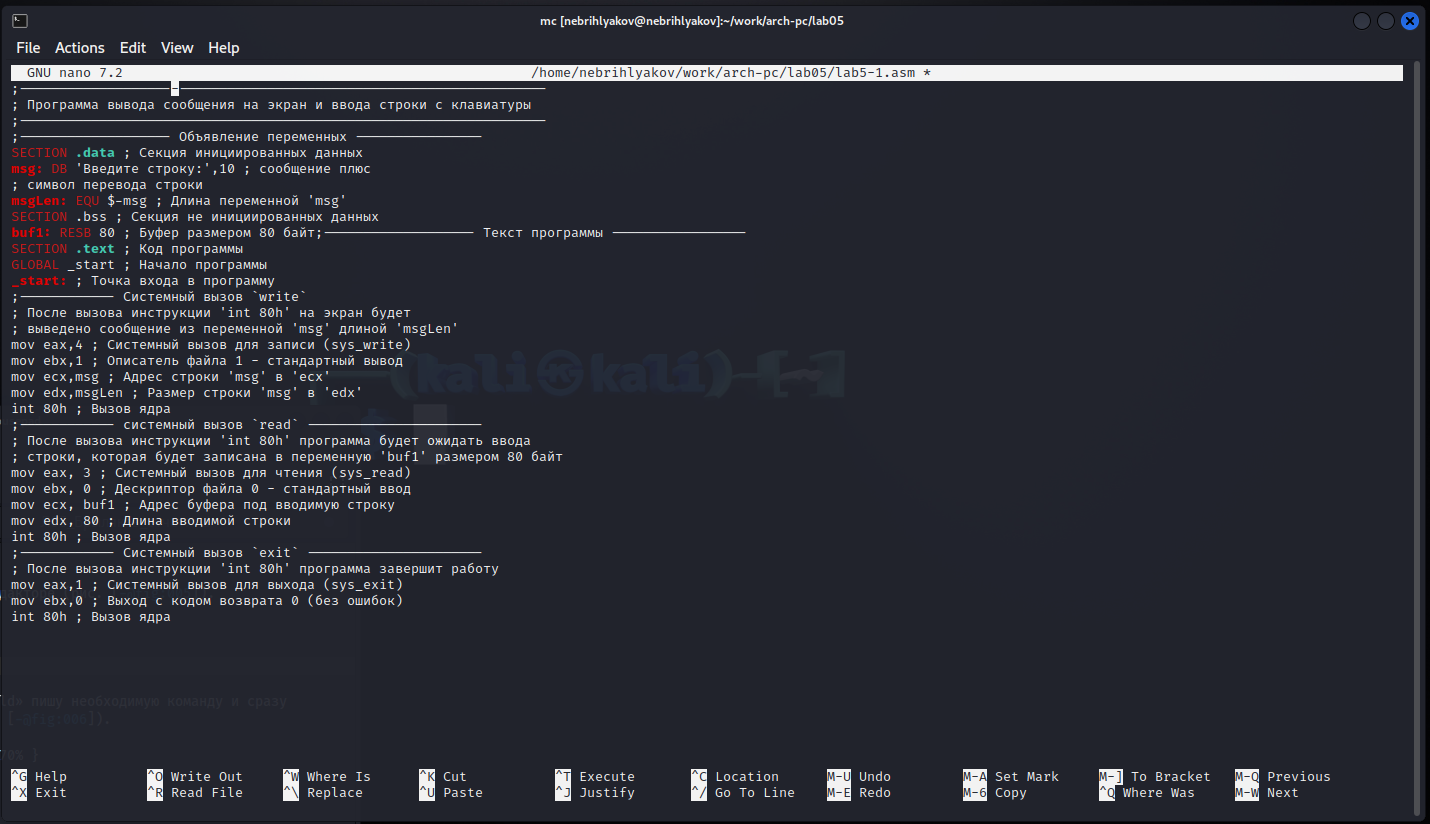 mc [nebrihlyakov@nebrihlyakov]:~/work/arch-pc/lab05
File Actions Edit View Help
GNU nano 7.2 /home/nebrihlyakov/work/arch-pc/lab05/lab5-1.asm *
;-------------------------------------------------------------------
; Программа вывода сообщения на экран и ввода строки с клавиатуры
;-------------------------------------------------------------------
;------------------- Объявление переменных ----------------
SECTION .data ; Секция инициированных данных
msg: DB 'Введите строку:',10 ; сообщение плюс
; символ перевода строки
msgLen: EQU $-msg ; Длина переменной 'msg'
SECTION .bss ; Секция не инициированных данных
buf1: RESB 80 ; Буфер размером 80 байт;------------------- Текст программы -----------------
SECTION .text ; Код программы
GLOBAL _start ; Начало программы
_start: ; Точка входа в программу
;------------ Системный вызов `write`
; После вызова инструкции 'int 80h' на экран будет
; выведено сообщение из переменной 'msg' длиной 'msgLen'
mov eax,4 ; Системный вызов для записи (sys_write)
mov ebx,1 ; Описатель файла 1 - стандартный вывод
mov ecx,msg ; Адрес строки 'msg' в 'ecx'
mov edx,msgLen ; Размер строки 'msg' в 'edx'
int 80h ; Вызов ядра
;------------ системный вызов `read` ----------------------
; После вызова инструкции 'int 80h' программа будет ожидать ввода
; строки, которая будет записана в переменную 'buf1' размером 80 байт
mov eax, 3 ; Системный вызов для чтения (sys_read)
mov ebx, 0 ; Дескриптор файла 0 - стандартный ввод
mov ecx, buf1 ; Адрес буфера под вводимую строку
mov edx, 80 ; Длина вводимой строки
int 80h ; Вызов ядра
;------------ Системный вызов `exit` ----------------------
; После вызова инструкции 'int 80h' программа завершит работу
mov eax,1 ; Системный вызов для выхода (sys_exit)
mov ebx,0 ; Выход с кодом возврата 0 (без ошибок)
int 80h ; Вызов ядра
(kali㉿kali)-[~]
$
пишу необходимую команду и сразу
^G Help ^O Write Out ^W Where Is ^K Cut ^T Execute ^C Location M-U Undo M-A Set Mark M-] To Bracket M-Q Previous
^X Exit ^R Read File ^\ Replace ^U Paste ^J Justify ^/ Go To Line M-E Redo M-6 Copy ^Q Where Was M-W Next